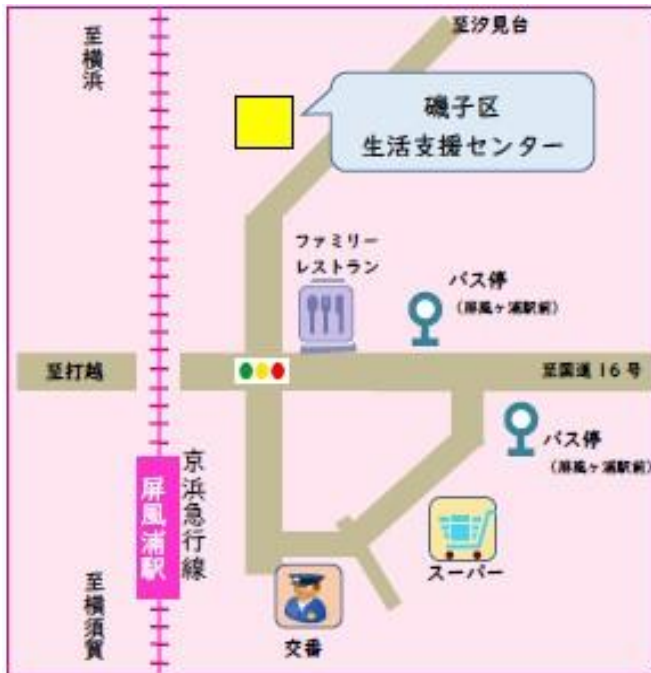 至汐見台
至横浜
磯子区
生活支援センター
ファミリー
レストラン
バス停
(屏風ヶ浦駅前)
至打越
至国道16号
バス停
(屏風ヶ浦駅前)
京浜急行線
屏風浦駅
スーパー
至横須賀
交番